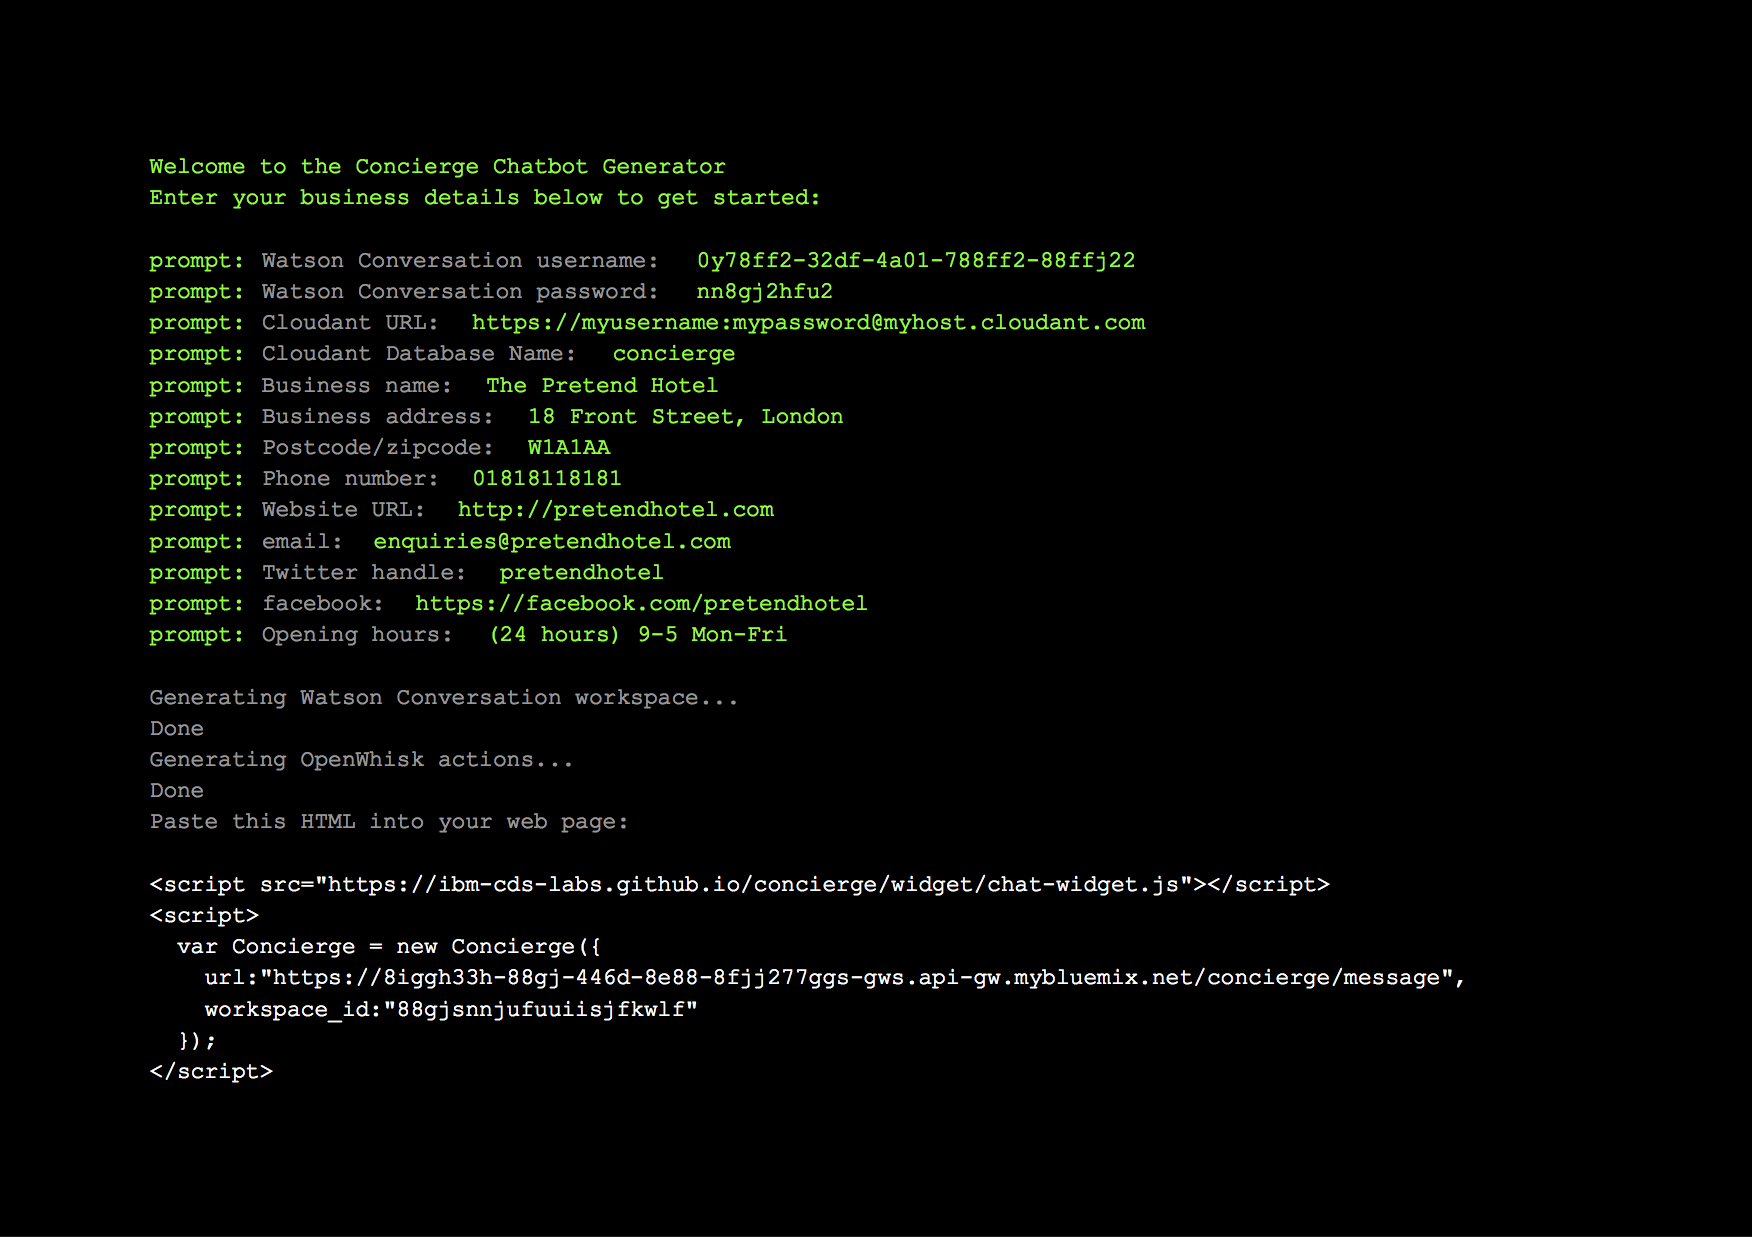 Welcome to the Concierge Chatbot Generator
Enter your business details below to get started:
prompt: Watson Conversation username: 0y78ff2-32df-4a01-788ff2-88ffj22
prompt: Watson Conversation password: nn8gj2hfu2
prompt: Cloudant URL: https://myusername:mypassword@myhost.cloudant.com
prompt: Cloudant Database Name: concierge
prompt: Business name: The Pretend Hotel
prompt: Business address: 18 Front Street, London
prompt: Postcode/zipcode: W1A1AA
prompt: Phone number: 01818118181
prompt: Website URL: http://pretendhotel.com
prompt: email: enquiries@pretendhotel.com
prompt: Twitter handle: pretendhotel
prompt: facebook: https://facebook.com/pretendhotel
prompt: Opening hours: (24 hours) 9-5 Mon-Fri
Generating Watson Conversation workspace...
Done
Generating OpenWhisk actions...
Done
Paste this HTML into your web page:
<script src="https://ibm-cds-labs.github.io/concierge/widget/chat-widget.js"></script>
<script>
  var Concierge = new Concierge({
    url:"https://8iggh33h-88gj-446d-8e88-8fjj277ggs-gws.api-gw.mybluemix.net/concierge/message",
    workspace_id:"88gjsnnjufuuiisjfkwlf"
  });
</script>